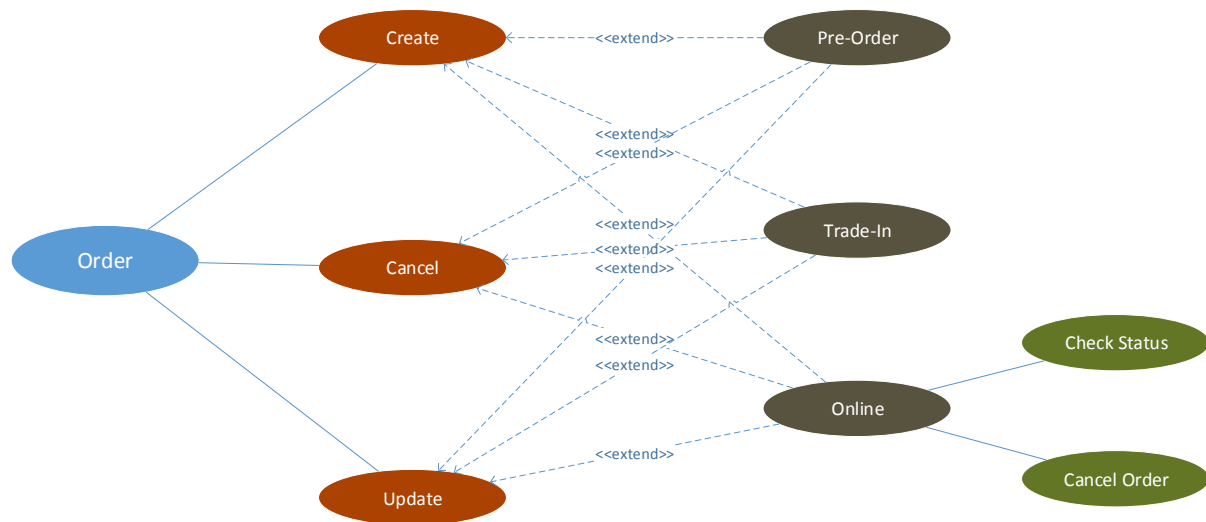 Create
<<extend>>
Pre-Order
<<extend>>
<<extend>>
<<extend>>
Trade-In
Order
Cancel
<<extend>>
<<extend>>
<<extend>>
Check Status
<<extend>>
Online
<<extend>>
Cancel Order
Update